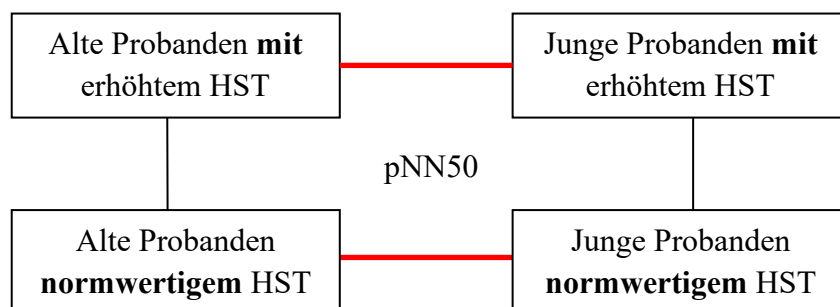 Alte Probanden mit
erhöhtem HST
Junge Probanden mit
erhöhtem HST
pNN50
Alte Probanden
normwertigem HST
Junge Probanden
normwertigem HST